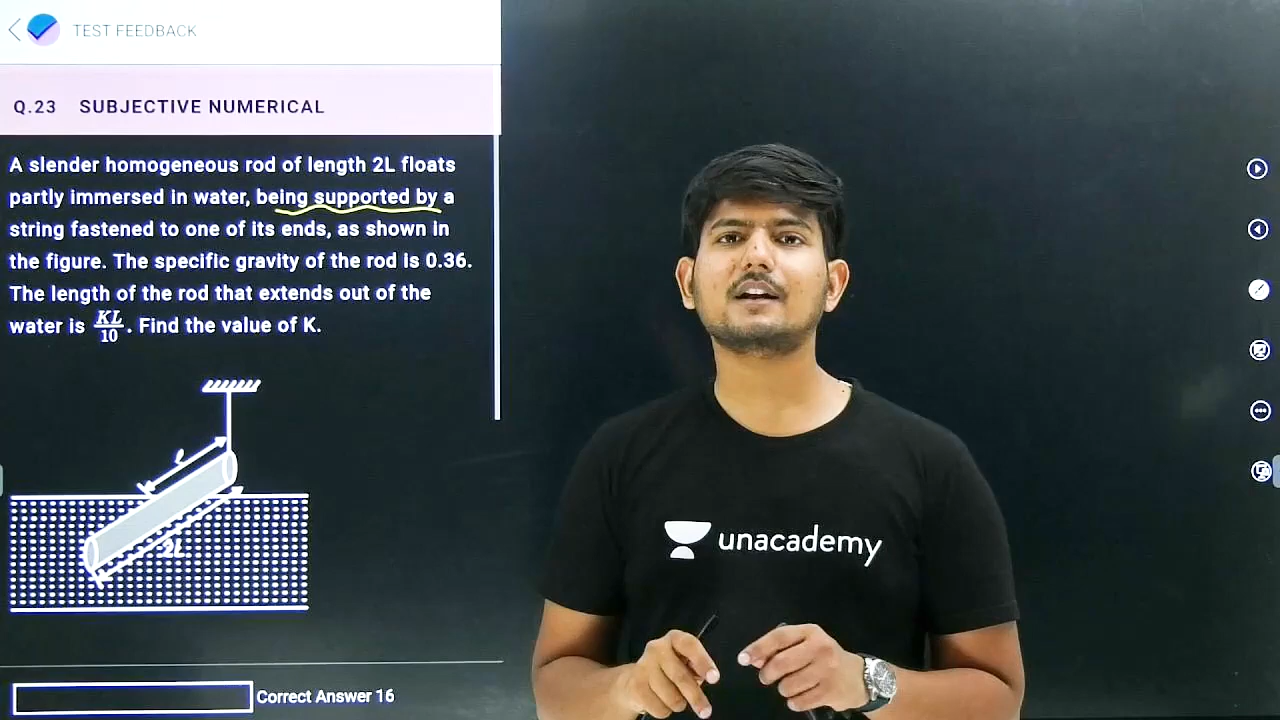 TEST FEEDBACK
Q.23 SUBJECTIVE NUMERICAL
A slender homogeneous rod of length 2L floats
partly immersed in water, being supported by a
string fastened to one of its ends, as shown in
the figure. The specific gravity of the rod is 0.36.
The length of the rod that extends out of the
water is KL/10. Find the value of K.
ℓ
2L
unacademy
Correct Answer 16